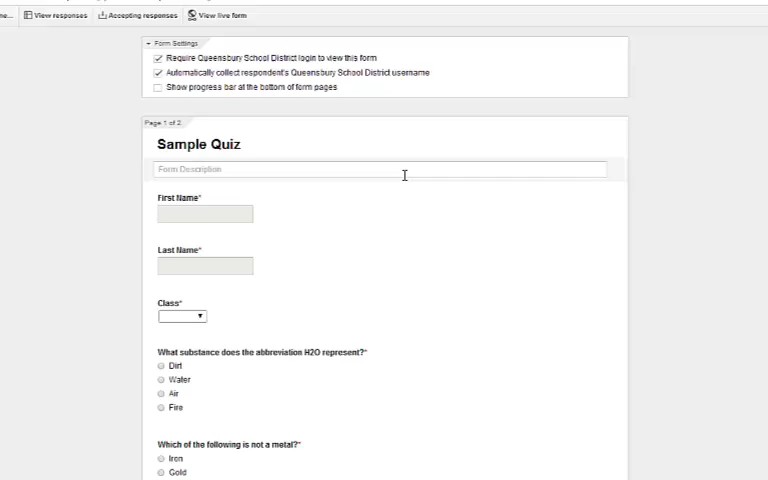 View responses Accepting responses View live form
Form Settings
Require Queensbury School District login to view this form
Automatically collect respondent's Queensbury School District username
Show progress bar at the bottom of form pages
Page 1 of 2
Sample Quiz
Form Description
First Name*
Last Name*
Class*
What substance does the abbreviation H2O represent?*
Dirt
Water
Air
Fire
Which of the following is not a metal?*
Iron
Gold